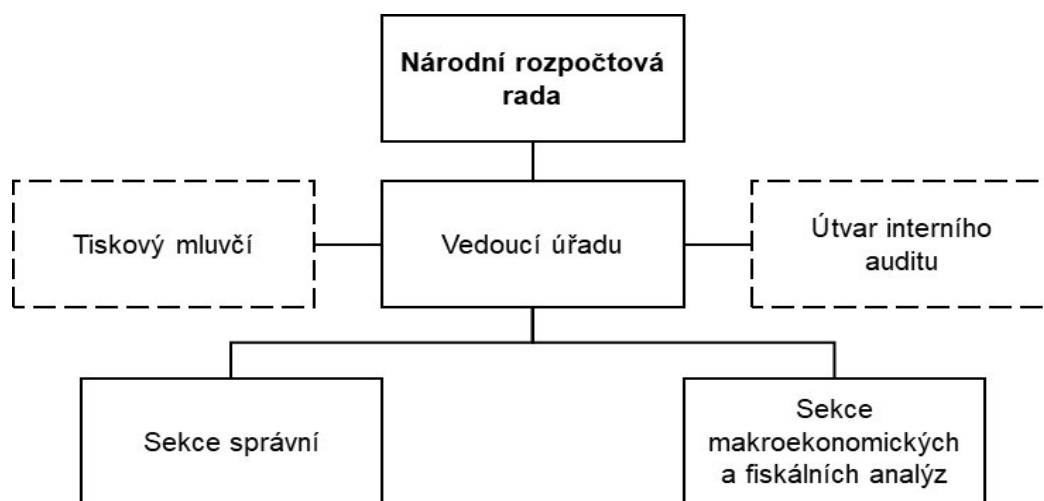 Národní rozpočtová
rada
Tiskový mluvčí
Vedoucí úřadu
Útvar interního
auditu
Sekce správní
Sekce
makroekonomických
a fiskálních analýz